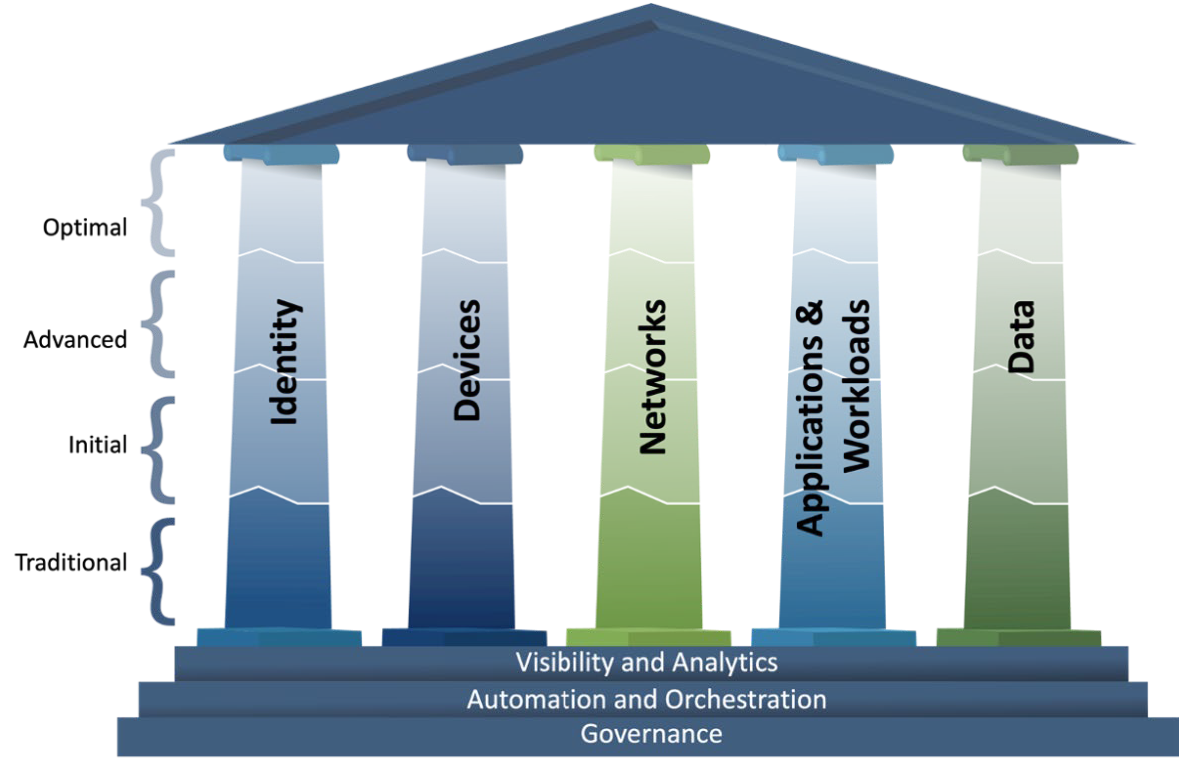 Optimal
Advanced
Initial
Traditional
Identity
Devices
Networks
Applications &
Workloads
Data
Visibility and Analytics
Automation and Orchestration
Governance